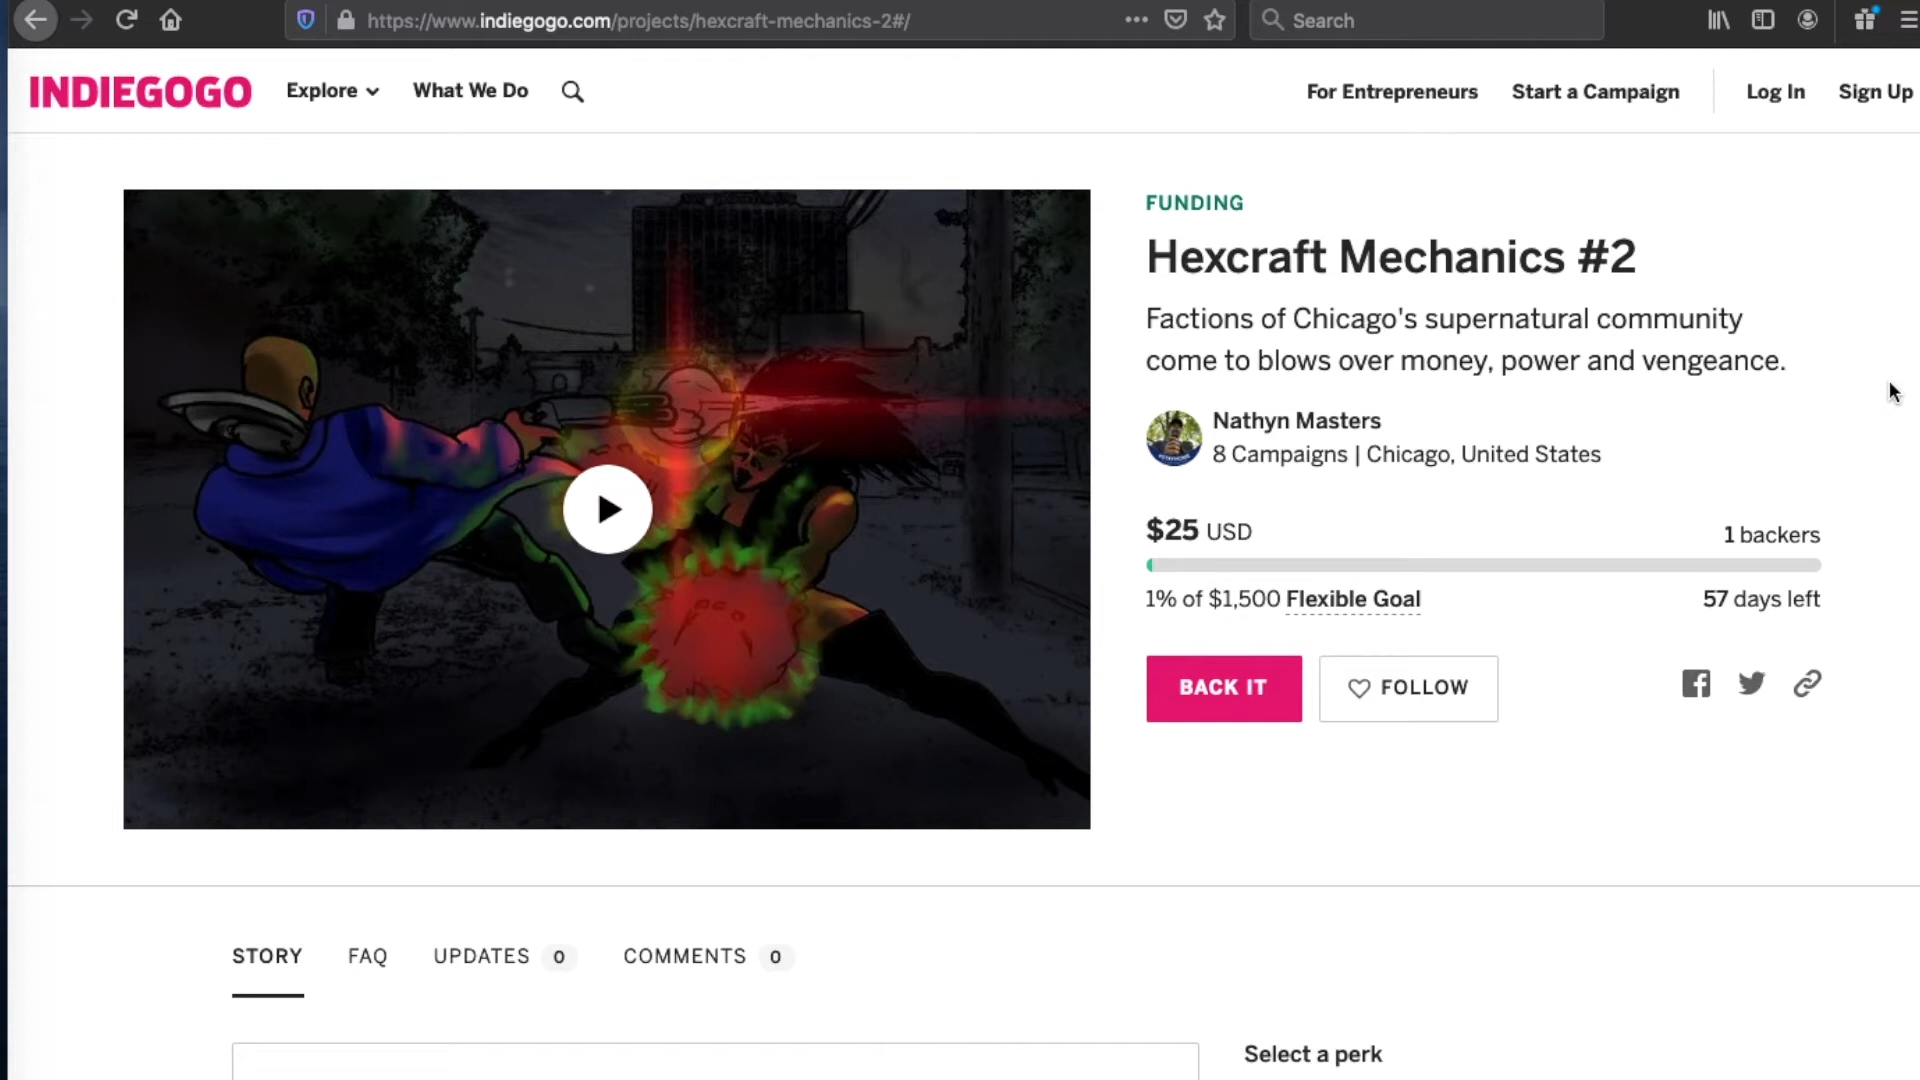 https://www.indiegogo.com/projects/hexcraft-mechanics-2#/
Search
INDIEGOGO
Explore
What We Do
For Entrepreneurs
Start a Campaign
Log In
Sign Up
FUNDING
Hexcraft Mechanics #2
Factions of Chicago's supernatural community
come to blows over money, power and vengeance.
Nathyn Masters
8 Campaigns | Chicago, United States
$25 USD
1 backers
1% of $1,500 Flexible Goal
57 days left
BACK IT
FOLLOW
STORY
FAQ
UPDATES 0
COMMENTS 0
Select a perk